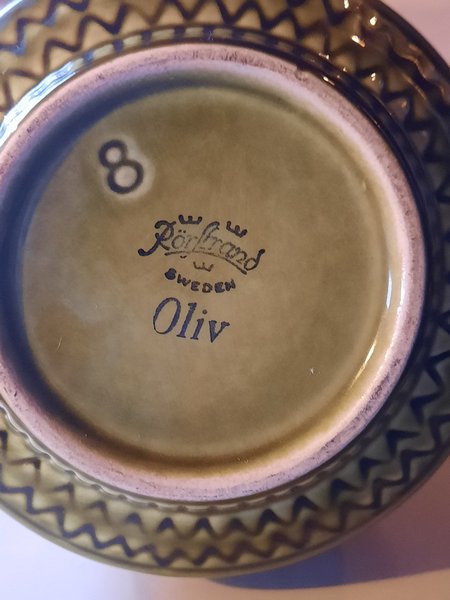 8
Rörstrand
SWEDEN
Oliv